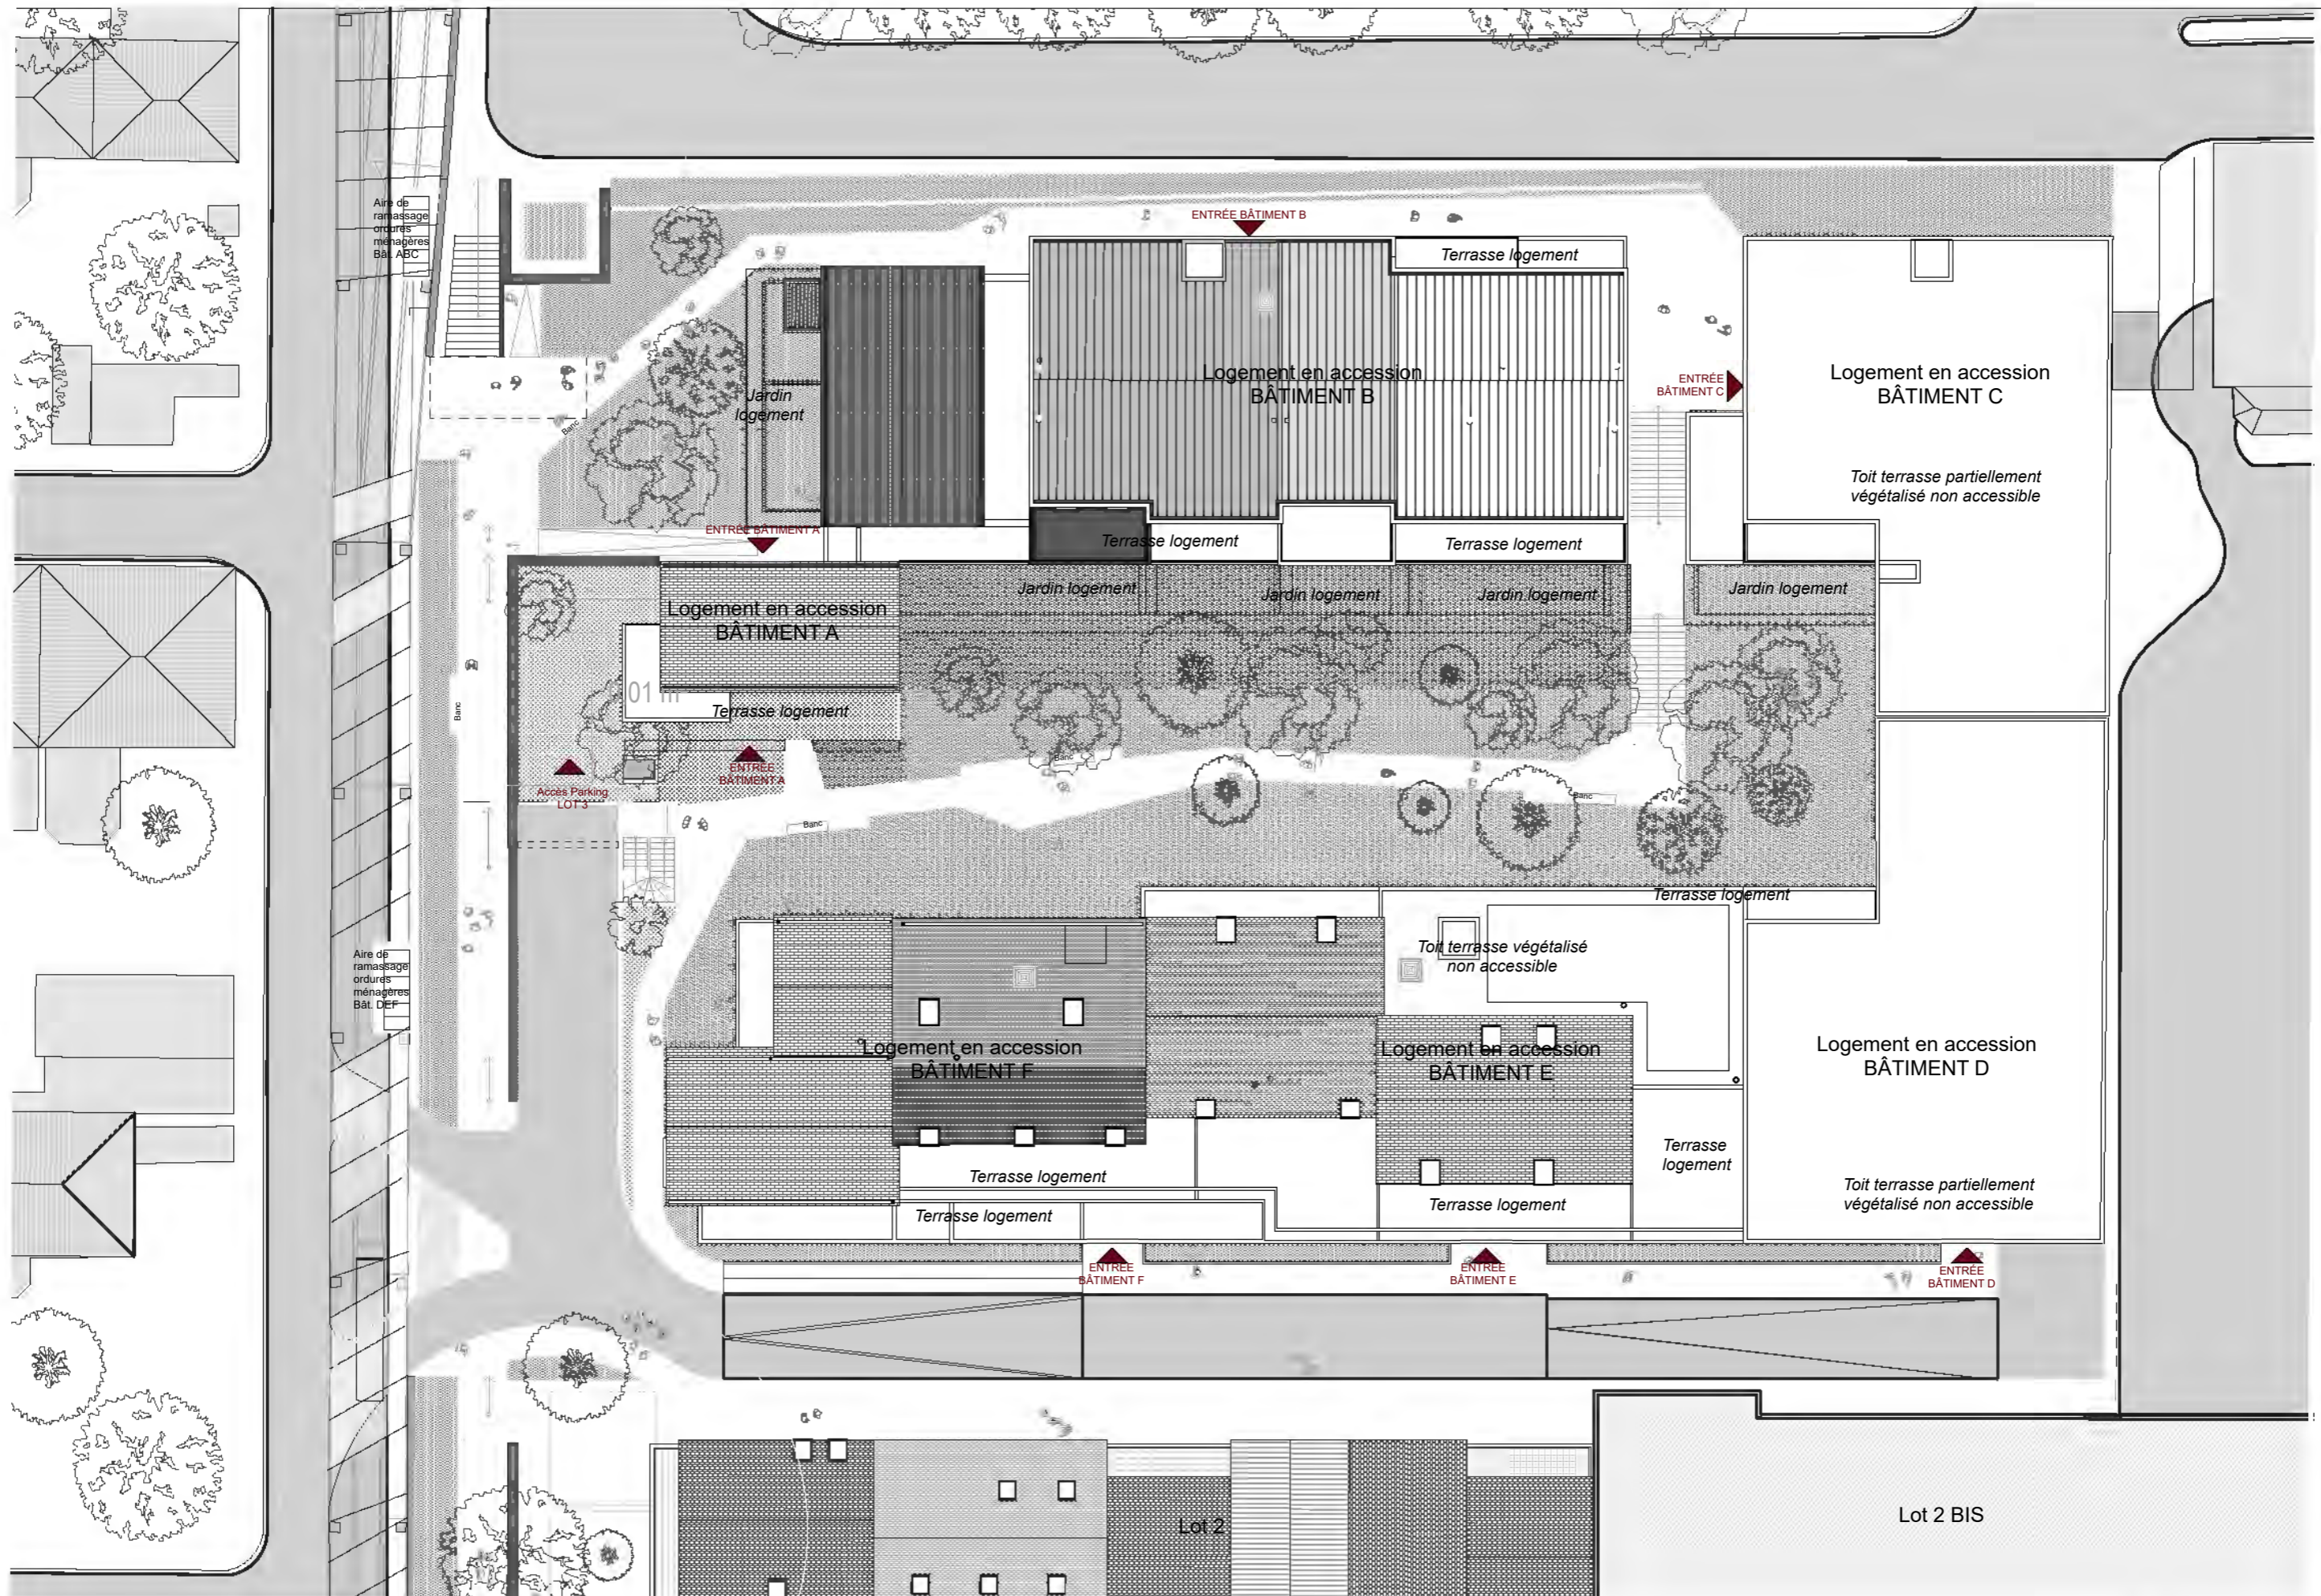 Aire de
ramassage
ordures
ménagères
Bât. ABC
ENTRÉE BÂTIMENT B
Terrasse logement
Logement en accession
BÂTIMENT B
ENTRÉE
BÂTIMENT C
Logement en accession
BÂTIMENT C
Jardin
logement
Banc
Toit terrasse partiellement
végétalisé non accessible
ENTRÉE BÂTIMENT A
Terrasse logement
Terrasse logement
Jardin logement
Jardin logement
Jardin logement
Jardin logement
Logement en accession
BÂTIMENT A
01 m
Terrasse logement
Banc
ENTRÉE
BÂTIMENT A
Accès Parking
LOT 3
Banc
Banc
Banc
Terrasse logement
Toit terrasse végétalisé
non accessible
Aire de
ramassage
ordures
ménagères
Bât. DEF
Logement en accession
BÂTIMENT F
Logement en accession
BÂTIMENT E
Logement en accession
BÂTIMENT D
Terrasse
logement
Terrasse logement
Terrasse logement
Terrasse logement
Toit terrasse partiellement
végétalisé non accessible
ENTRÉE
BÂTIMENT F
ENTRÉE
BÂTIMENT E
ENTRÉE
BÂTIMENT D
Lot 2
Lot 2 BIS